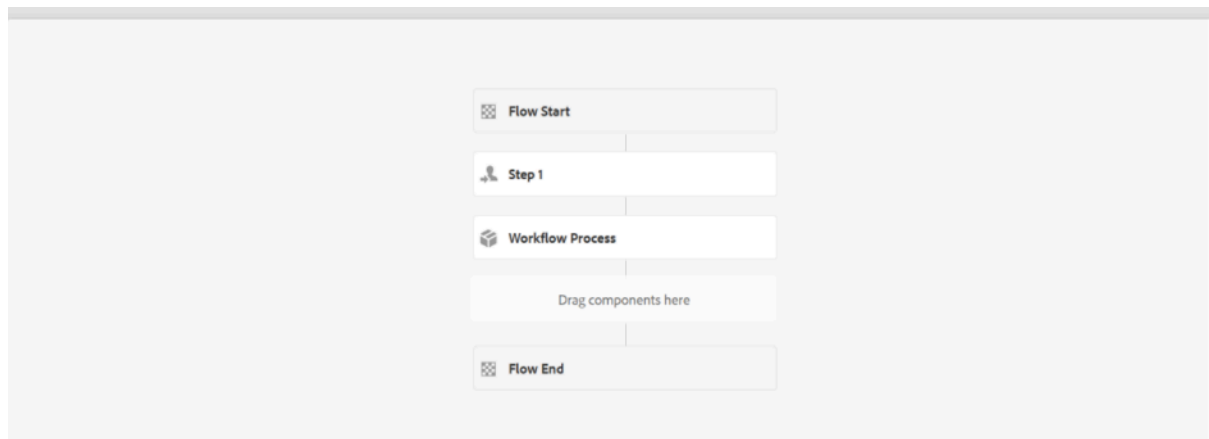 Flow Start
Step 1
Workflow Process
Drag components here
Flow End